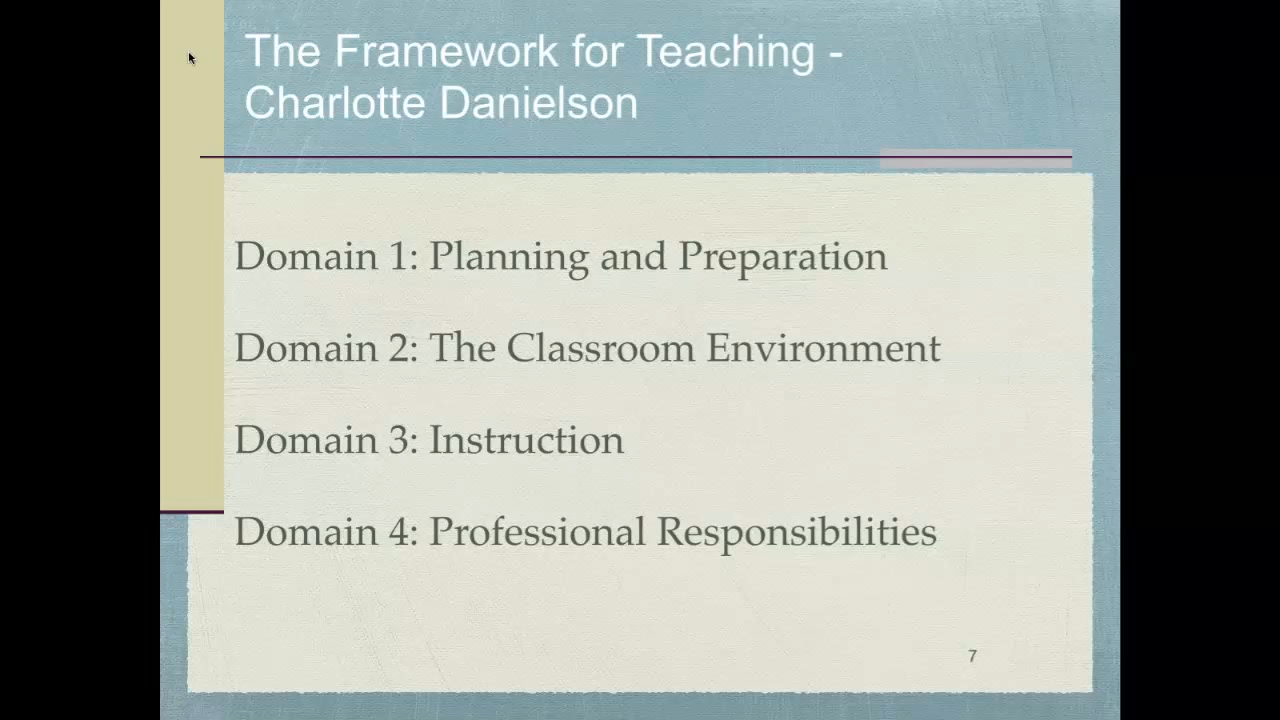 The Framework for Teaching -
Charlotte Danielson
Domain 1: Planning and Preparation
Domain 2: The Classroom Environment
Domain 3: Instruction
Domain 4: Professional Responsibilities
7